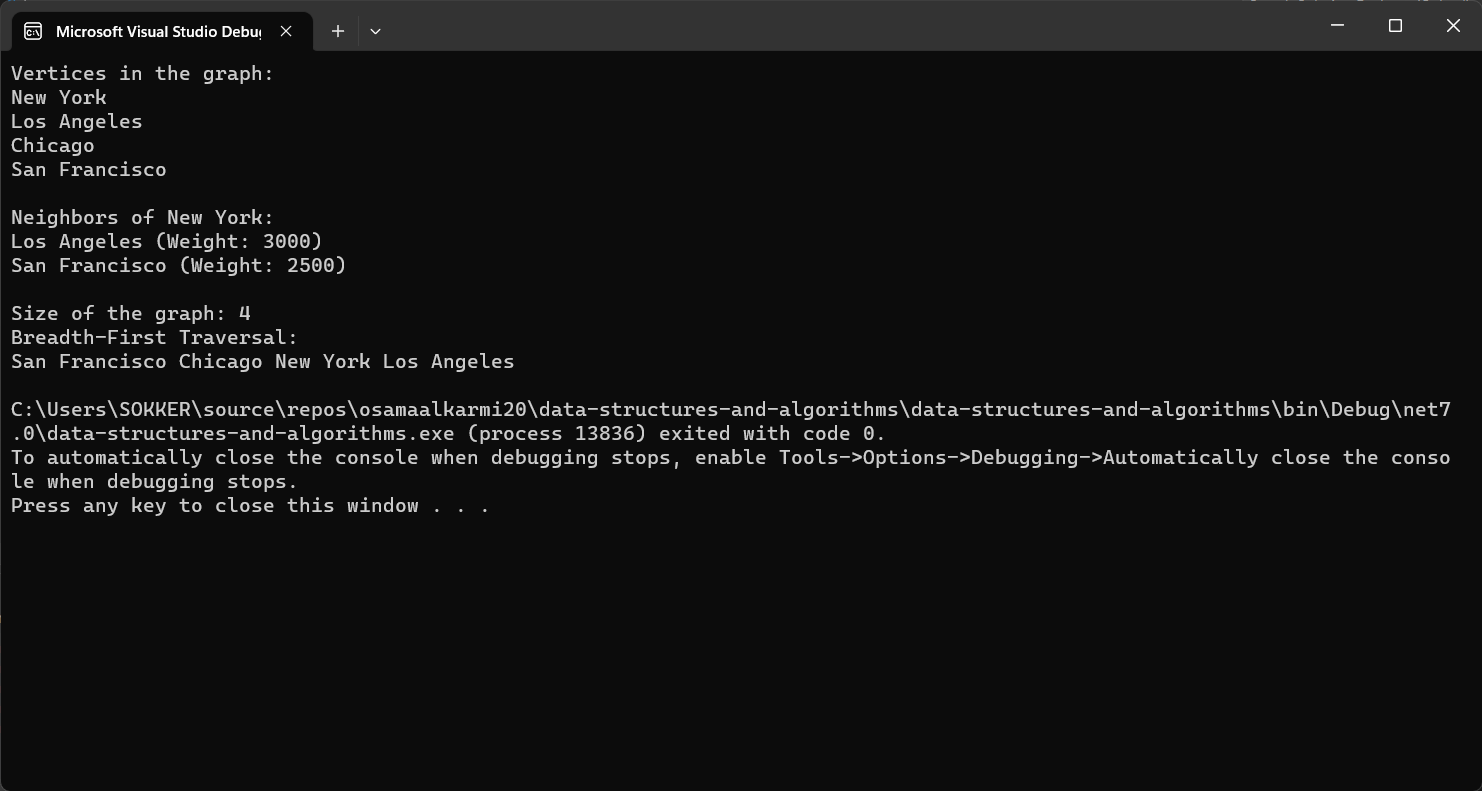 Microsoft Visual Studio Debu
Vertices in the graph:
New York
Los Angeles
Chicago
San Francisco
Neighbors of New York:
Los Angeles (Weight: 3000)
San Francisco (Weight: 2500)
Size of the graph: 4
Breadth-First Traversal:
San Francisco Chicago New York Los Angeles
C:\Users\SOKKER\source\repos\osamaalkarmi20\data-structures-and-algorithms\data-structures-and-algorithms\bin\Debug\net7
.0\data-structures-and-algorithms.exe (process 13836) exited with code 0.
To automatically close the console when debugging stops, enable Tools->Options->Debugging->Automatically close the conso
le when debugging stops.
Press any key to close this window . . .